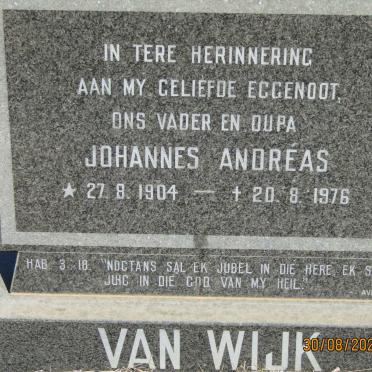 IN TERE HERINNERING
AAN MY GELIEFDE EGGENOOT,
ONS VADER EN OUPA
JOHANNES ANDRÉAS
★ 27. 8. 1904 — † 20. 8. 1976
HAB 3:18. "NOGTANS SAL EK JUBEL IN DIE HERE, EK S
JUIG IN DIE GOD VAN MY HEIL."
VAN WIJK
30/08/202